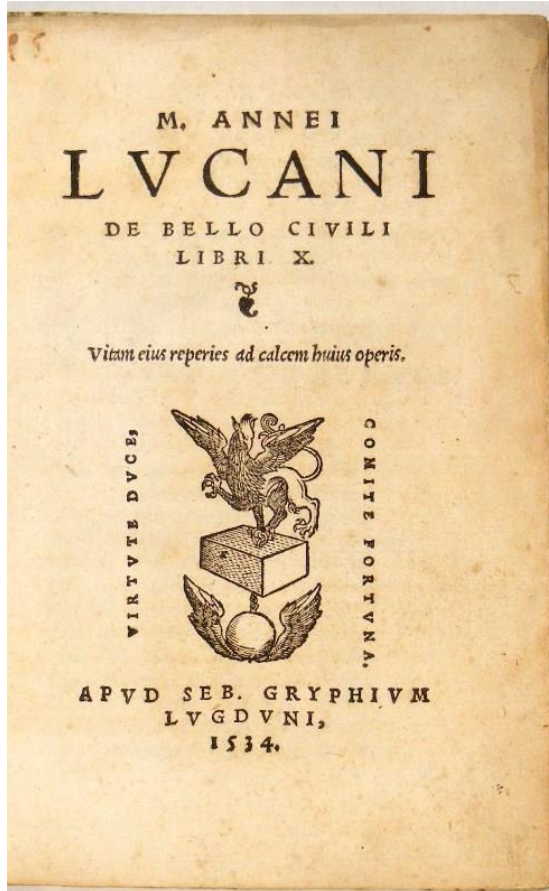 M. ANNEI
LVCANI
DE BELLO CIVILI
LIBRI X.
Vitam eius reperies ad calcem huius operis.
VIRTVTE DVCE,
COMITE FORTVNA.
APVD SEB. GRYPHIVM
LVGDVNI,
1534.